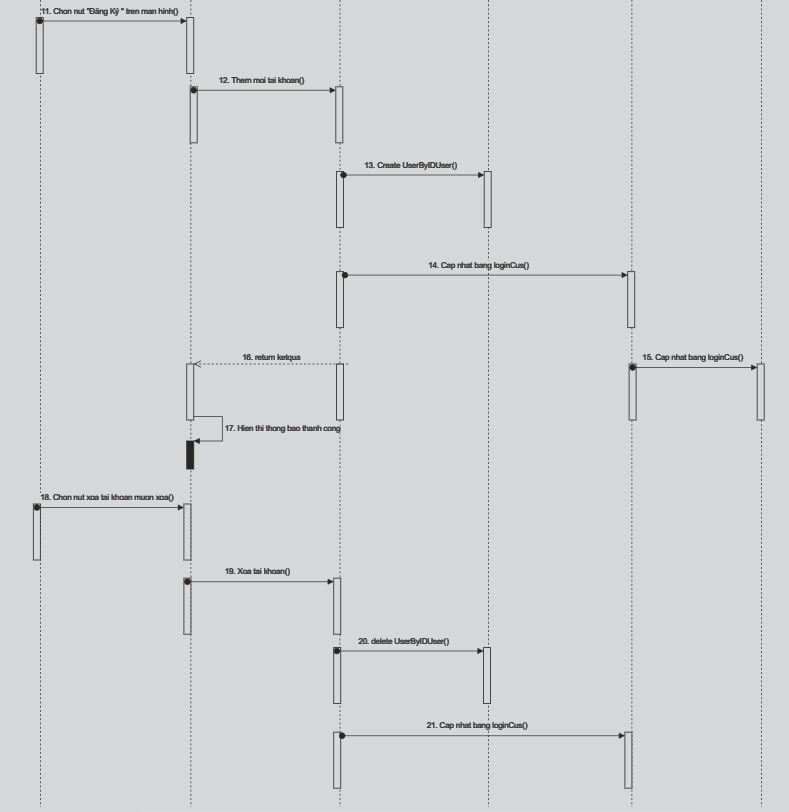 11. Chon nut "Đăng Ký " tren man hinh()
12. Them moi tai khoan()
13. Create UserByIDUser()
14. Cap nhat bang loginCus()
16. return ketqua
15. Cap nhat bang loginCus()
17. Hien thi thong bao thanh cong
18. Chon nut xoa tai khoan muon xoa()
19. Xoa tai khoan()
20. delete UserByIDUser()
21. Cap nhat bang loginCus()